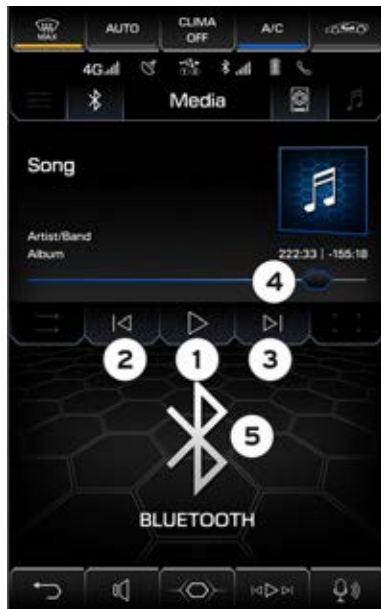 MAX AUTO CLIMA OFF A/C
4G
Media
Song
Artist/Band
Album 222:33 | -155:18
4
2 1 3
5
BLUETOOTH